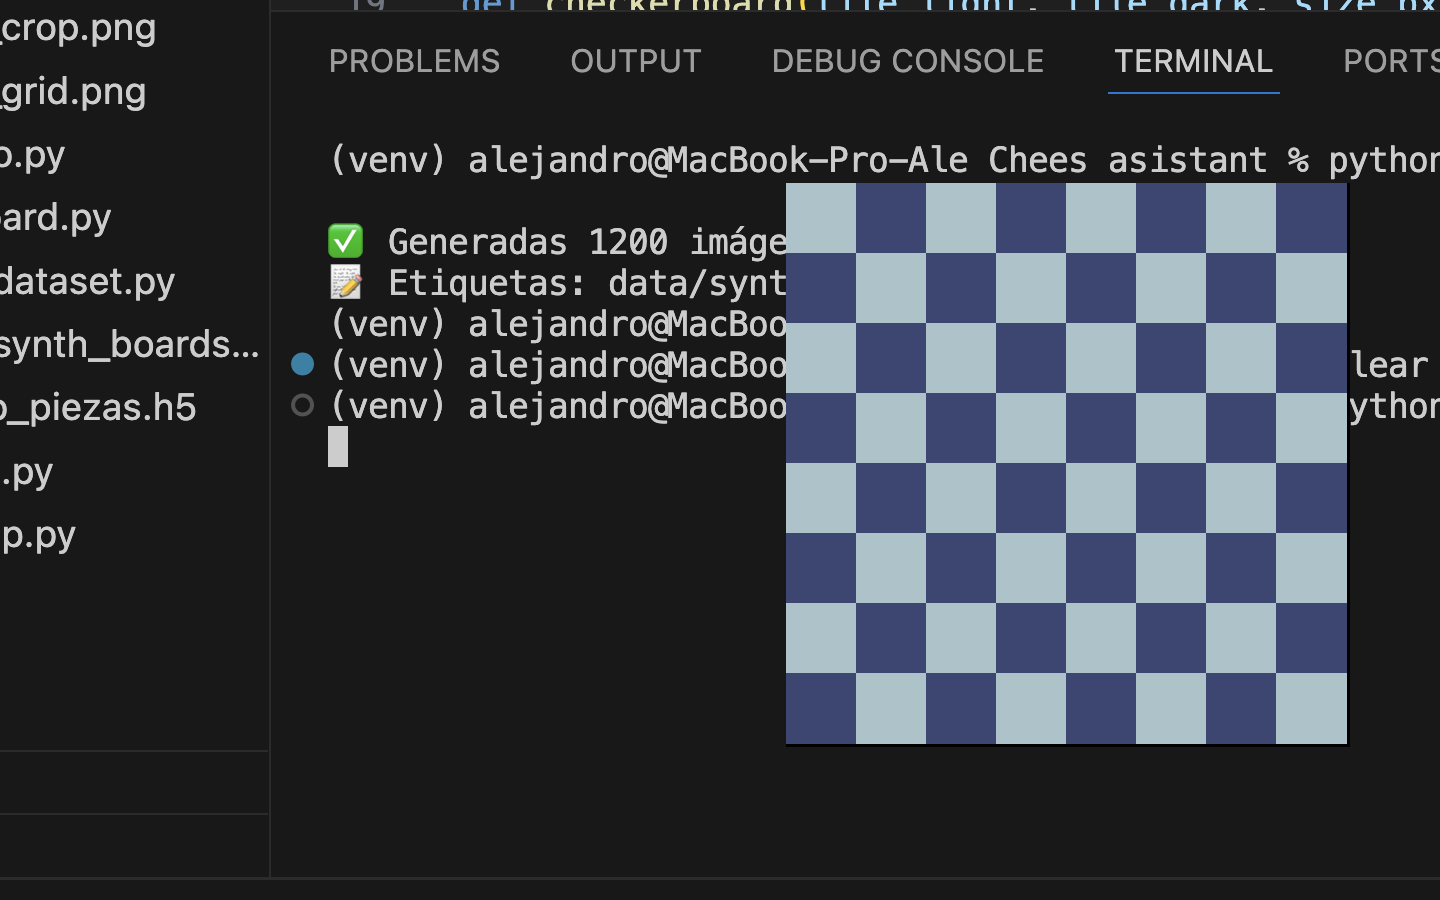 crop.png
grid.png
o.py
ard.py
dataset.py
synth_boards...
p_piezas.h5
.py
p.py
19 def checkerboard(tile_light, tile_dark, size_px
PROBLEMS OUTPUT DEBUG CONSOLE TERMINAL PORTS
(venv) alejandro@MacBook-Pro-Ale Chees asistant % python
✅ Generadas 1200 imáge
📝 Etiquetas: data/synt
(venv) alejandro@MacBoo
(venv) alejandro@MacBoo lear
(venv) alejandro@MacBoo ython